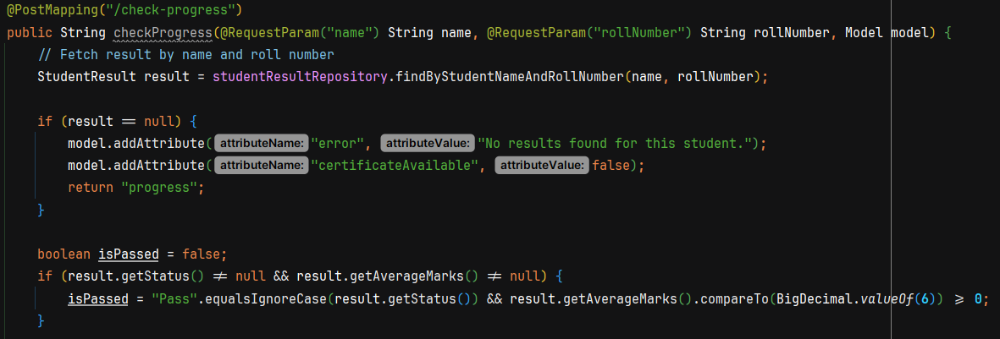 @PostMapping("/check-progress")
public String checkProgress(@RequestParam("name") String name, @RequestParam("rollNumber") String rollNumber, Model model) {
// Fetch result by name and roll number
StudentResult result = studentResultRepository.findByStudentNameAndRollNumber(name, rollNumber);
if (result == null) {
model.addAttribute( attributeName: "error", attributeValue: "No results found for this student.");
model.addAttribute( attributeName: "certificateAvailable", attributeValue: false);
return "progress";
}
boolean isPassed = false;
if (result.getStatus() != null && result.getAverageMarks() != null) {
isPassed = "Pass".equalsIgnoreCase(result.getStatus()) && result.getAverageMarks().compareTo(BigDecimal.valueOf(6)) >= 0;
}